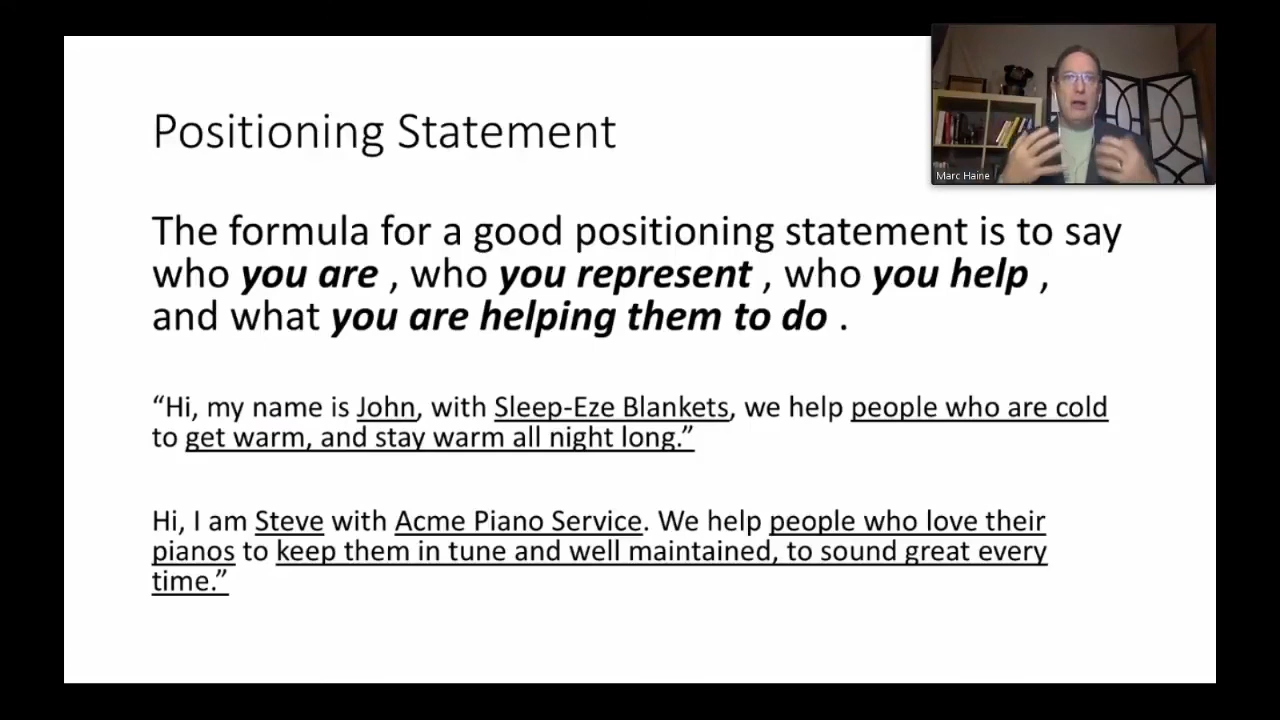 Positioning Statement
The formula for a good positioning statement is to say
who you are , who you represent , who you help ,
and what you are helping them to do .
“Hi, my name is John, with Sleep-Eze Blankets, we help people who are cold
to get warm, and stay warm all night long.”
Hi, I am Steve with Acme Piano Service. We help people who love their
pianos to keep them in tune and well maintained, to sound great every
time.”
Marc Haine